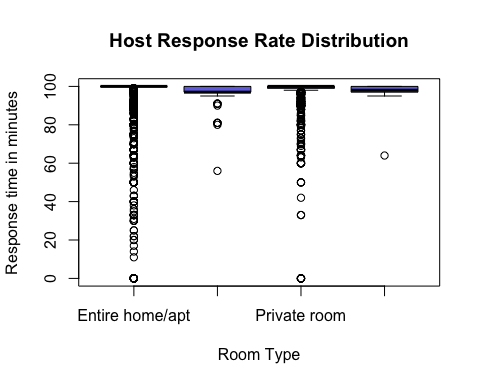 Host Response Rate Distribution
Response time in minutes
100
80
60
40
20
0
Entire home/apt
Private room
Room Type